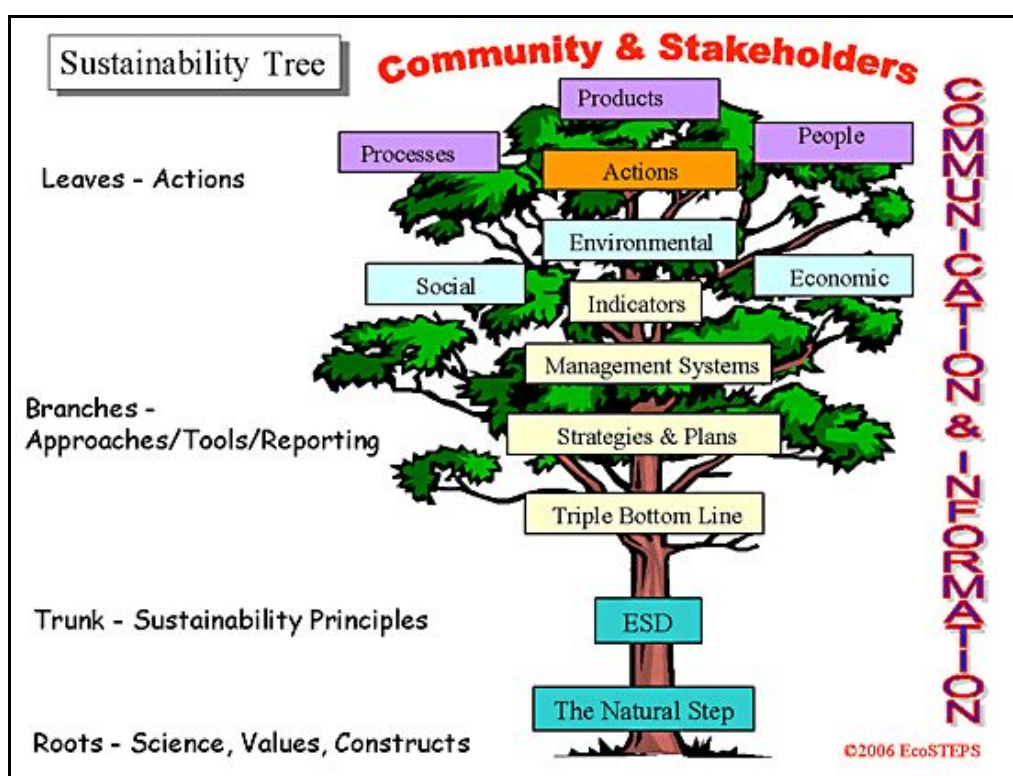 Sustainability Tree
Community & Stakeholders
Products
Processes
People
Leaves - Actions
Actions
Environmental
Social
Economic
Indicators
Management Systems
Branches -
Approaches/Tools/Reporting
Strategies & Plans
Triple Bottom Line
Trunk - Sustainability Principles
ESD
The Natural Step
Roots - Science, Values, Constructs
©2006 EcoSTEPS
COMMUNICATION & INFORMATION